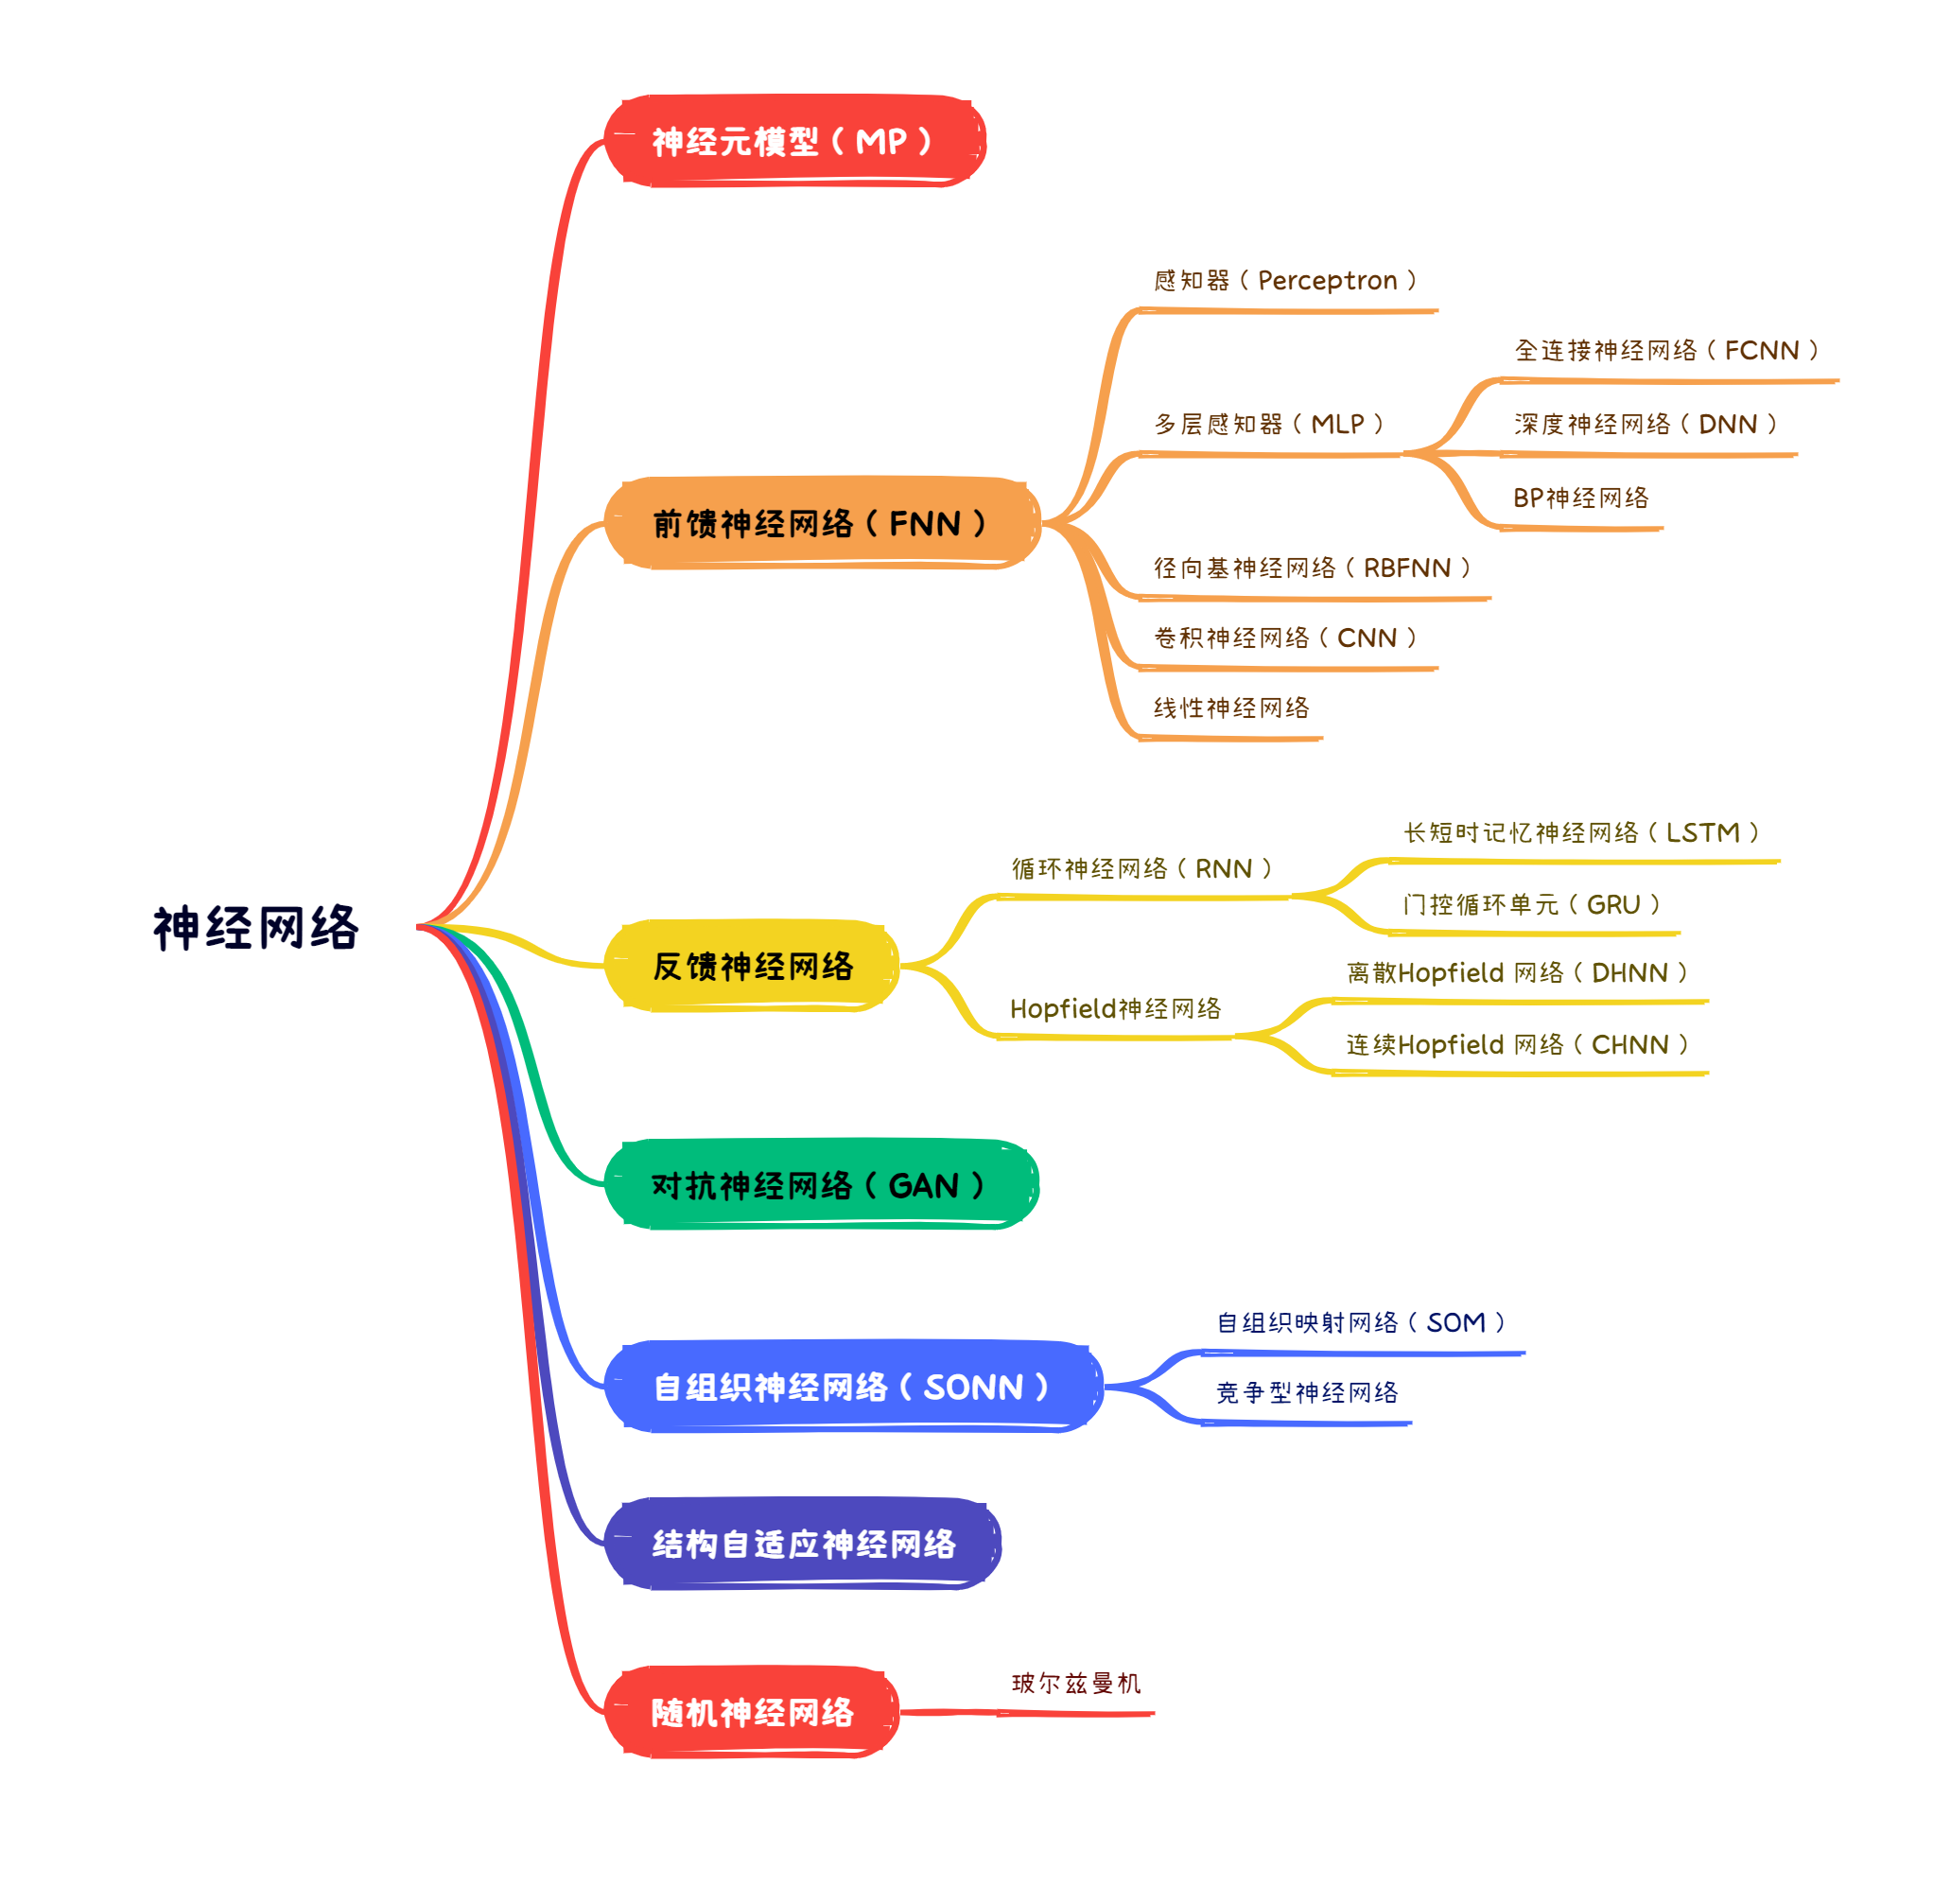 神经网络
神经元模型（MP）
前馈神经网络（FNN）
感知器（Perceptron）
多层感知器（MLP）
全连接神经网络（FCNN）
深度神经网络（DNN）
BP神经网络
径向基神经网络（RBFNN）
卷积神经网络（CNN）
线性神经网络
反馈神经网络
循环神经网络（RNN）
长短时记忆神经网络（LSTM）
门控循环单元（GRU）
Hopfield神经网络
离散Hopfield 网络（DHNN）
连续Hopfield 网络（CHNN）
对抗神经网络（GAN）
自组织神经网络（SONN）
自组织映射网络（SOM）
竞争型神经网络
结构自适应神经网络
随机神经网络
玻尔兹曼机